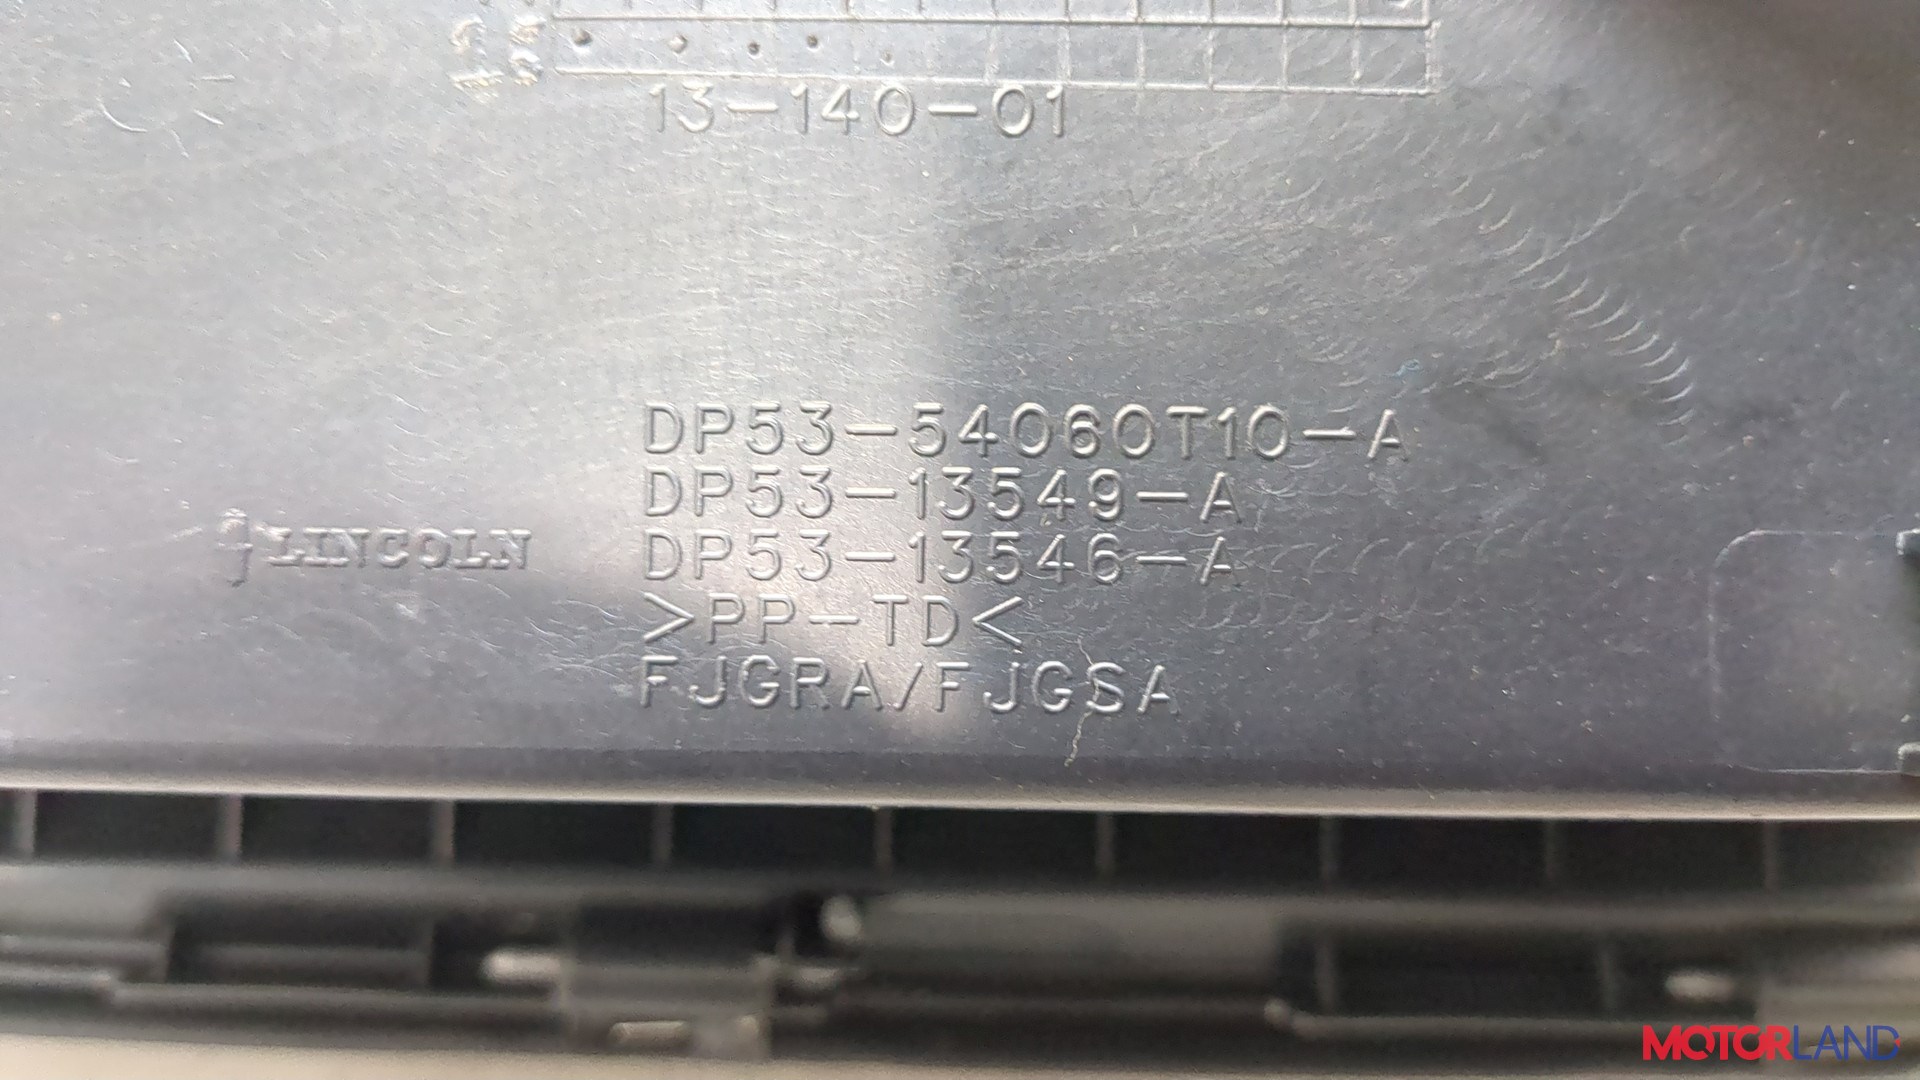 13-140-01
DP53-54060T10-A
DP53-13549-A
LINCOLN
DP53-13546-A
>PP-TD<
FJGRA/FJGSA
MOTORLAND